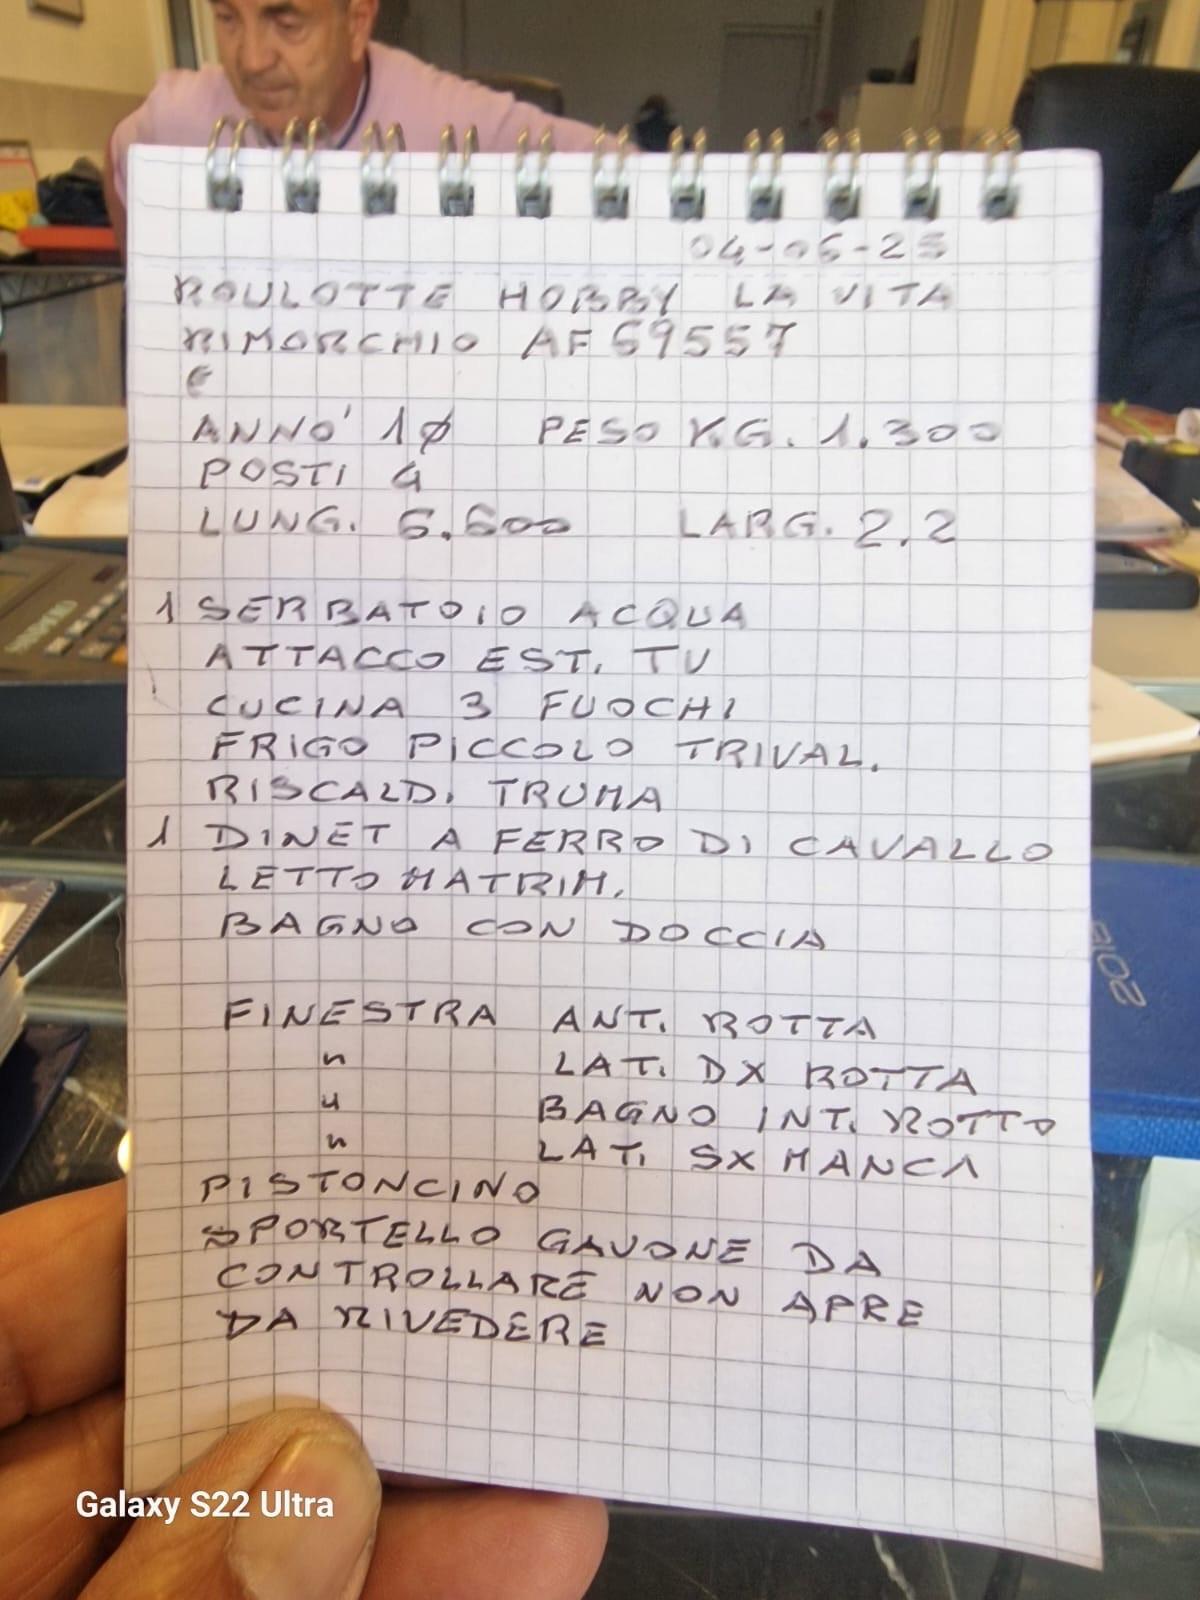 04-06-25
ROULOTTE HOBBY LA VITA
RIMORCHIO AF 69557
E
ANNO' 10 PESO KG. 1.300
POSTI 4
LUNG. 6.600 LARG. 2.2
1 SERBATOIO ACQUA
ATTACCO EST. TV
CUCINA 3 FUOCHI
FRIGO PICCOLO TRIVAL.
RISCALD. TRUMA
1 DINET A FERRO DI CAVALLO
LETTO MATRIM.
BAGNO CON DOCCIA
FINESTRA ANT. ROTTA
" LAT. DX ROTTA
" BAGNO INT. ROTTO
" LAT. SX MANCA
PISTONCINO
SPORTELLO GAVONE DA
CONTROLLARE NON APRE
DA RIVEDERE
2018
Galaxy S22 Ultra